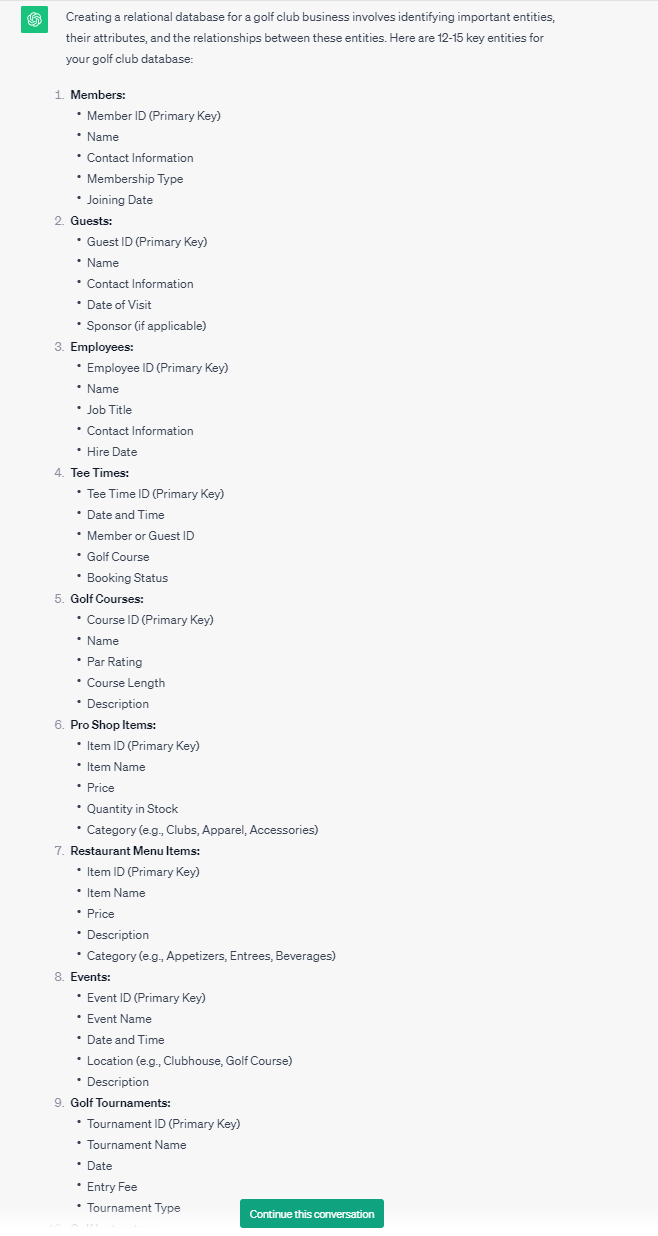 Creating a relational database for a golf club business involves identifying important entities,
their attributes, and the relationships between these entities. Here are 12-15 key entities for
your golf club database:
1. Members:
• Member ID (Primary Key)
• Name
• Contact Information
• Membership Type
• Joining Date
2. Guests:
• Guest ID (Primary Key)
• Name
• Contact Information
• Date of Visit
• Sponsor (if applicable)
3. Employees:
• Employee ID (Primary Key)
• Name
• Job Title
• Contact Information
• Hire Date
4. Tee Times:
• Tee Time ID (Primary Key)
• Date and Time
• Member or Guest ID
• Golf Course
• Booking Status
5. Golf Courses:
• Course ID (Primary Key)
• Name
• Par Rating
• Course Length
• Description
6. Pro Shop Items:
• Item ID (Primary Key)
• Item Name
• Price
• Quantity in Stock
• Category (e.g., Clubs, Apparel, Accessories)
7. Restaurant Menu Items:
• Item ID (Primary Key)
• Item Name
• Price
• Description
• Category (e.g., Appetizers, Entrees, Beverages)
8. Events:
• Event ID (Primary Key)
• Event Name
• Date and Time
• Location (e.g., Clubhouse, Golf Course)
• Description
9. Golf Tournaments:
• Tournament ID (Primary Key)
• Tournament Name
• Date
• Entry Fee
• Tournament Type
Continue this conversation